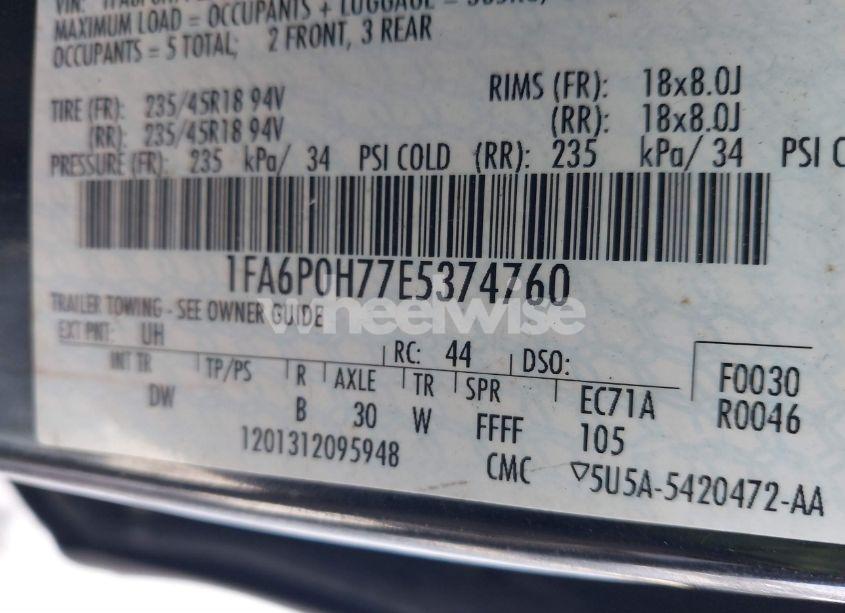 MAXIMUM LOAD = OCCUPANTS + LUGGAGE =
OCCUPANTS = 5 TOTAL; 2 FRONT, 3 REAR
TIRE (FR): 235/45R18 94V RIMS (FR): 18x8.0J
(RR): 235/45R18 94V (RR): 18x8.0J
PRESSURE (FR): 235 kPa/ 34 PSI COLD (RR): 235 kPa/ 34 PSI
1FA6P0H77E5374760
wheelwise
TRAILER TOWING - SEE OWNER GUIDE
EXT PNT: UH RC: 44 DSO:
INT TR TP/PS R AXLE TR SPR EC71A F0030
DW B 30 W FFFF 105 R0046
1201312095948 CMC ▽5U5A-5420472-AA